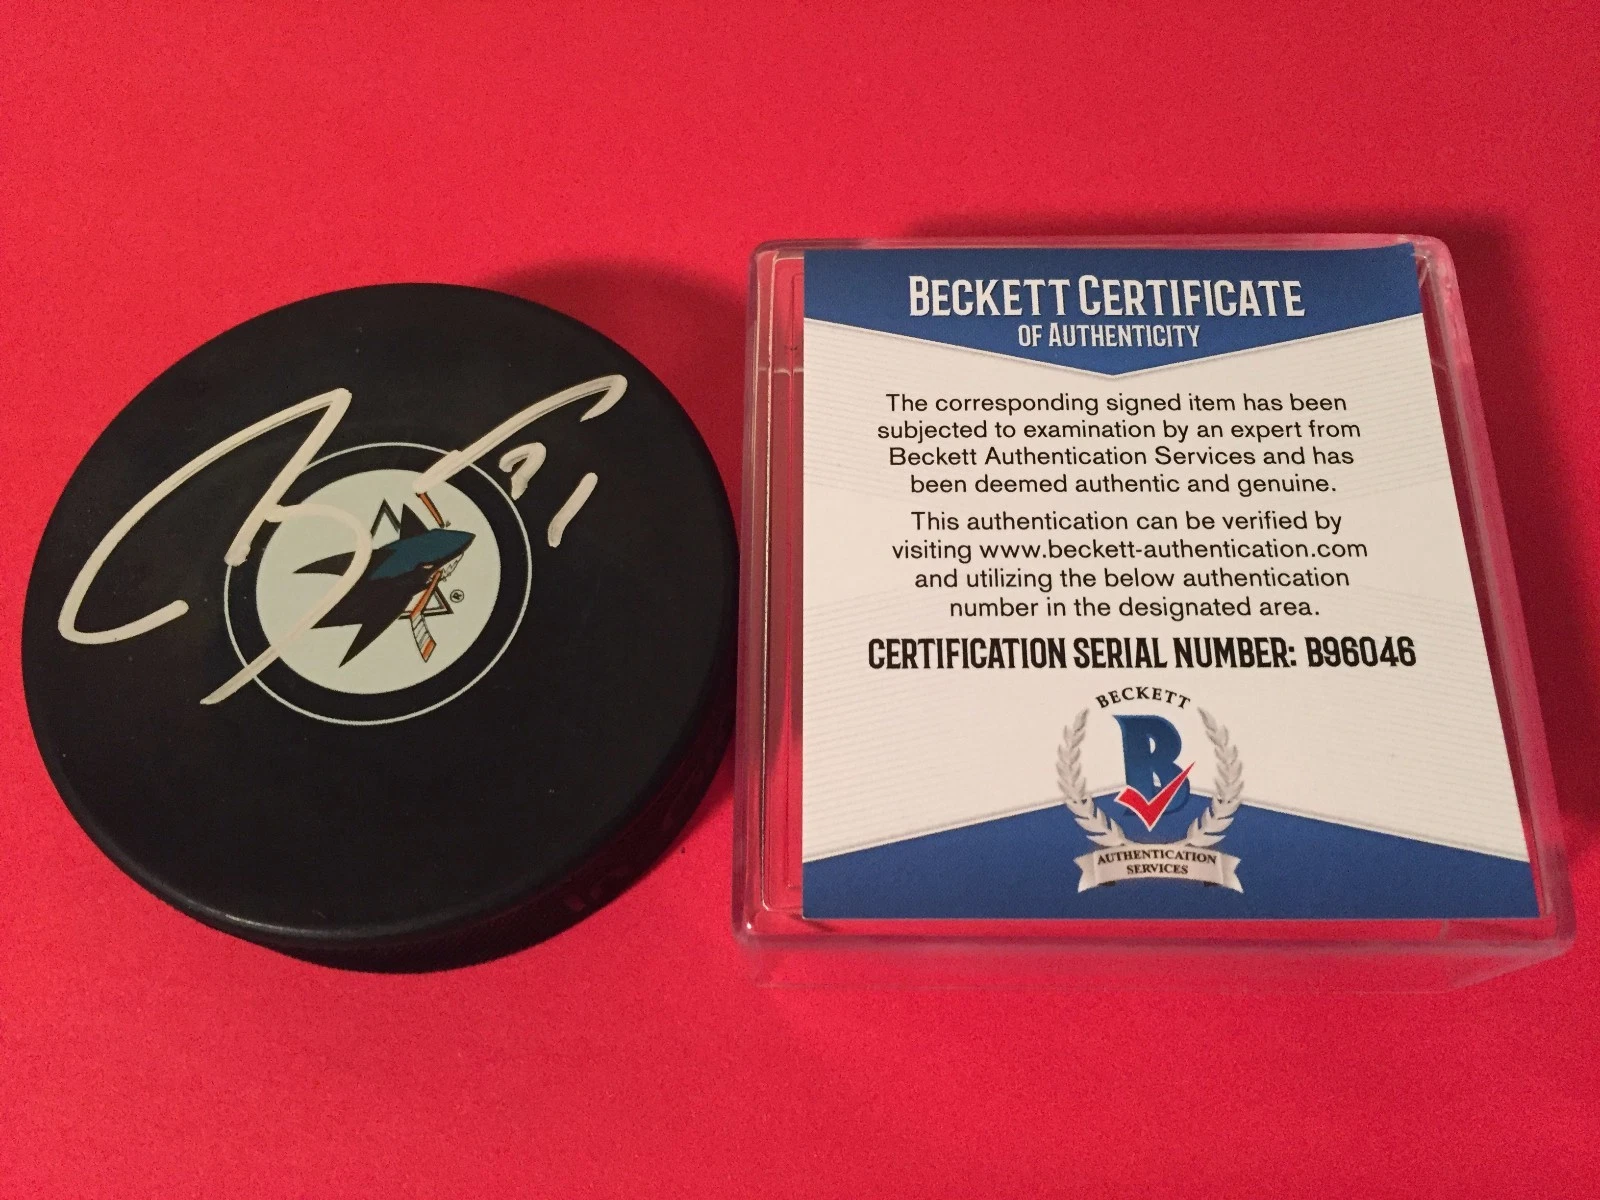 BECKETT CERTIFICATE
OF AUTHENTICITY
The corresponding signed item has been
subjected to examination by an expert from
Beckett Authentication Services and has
been deemed authentic and genuine.
This authentication can be verified by
visiting www.beckett-authentication.com
and utilizing the below authentication
number in the designated area.
CERTIFICATION SERIAL NUMBER: B96046
BECKETT
B
AUTHENTICATION
SERVICES
®